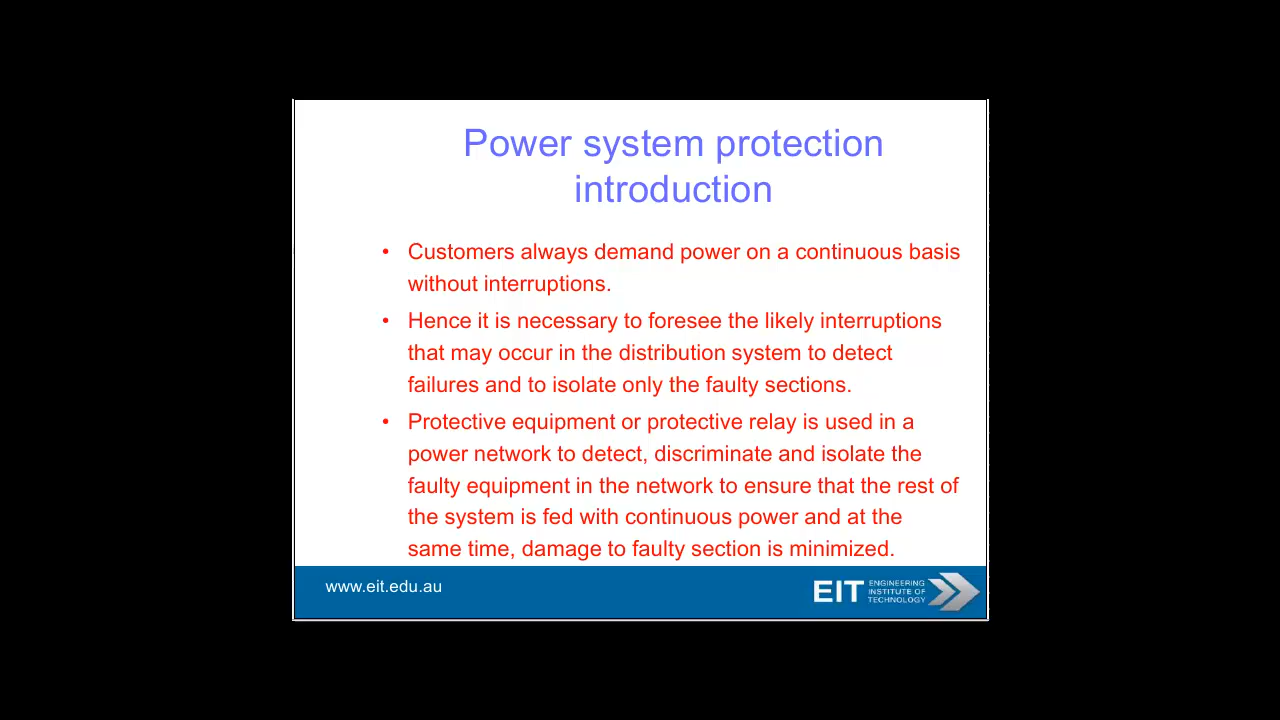 Power system protection
introduction
• Customers always demand power on a continuous basis
without interruptions.
• Hence it is necessary to foresee the likely interruptions
that may occur in the distribution system to detect
failures and to isolate only the faulty sections.
• Protective equipment or protective relay is used in a
power network to detect, discriminate and isolate the
faulty equipment in the network to ensure that the rest of
the system is fed with continuous power and at the
same time, damage to faulty section is minimized.
www.eit.edu.au
EIT
ENGINEERING
INSTITUTE OF
TECHNOLOGY